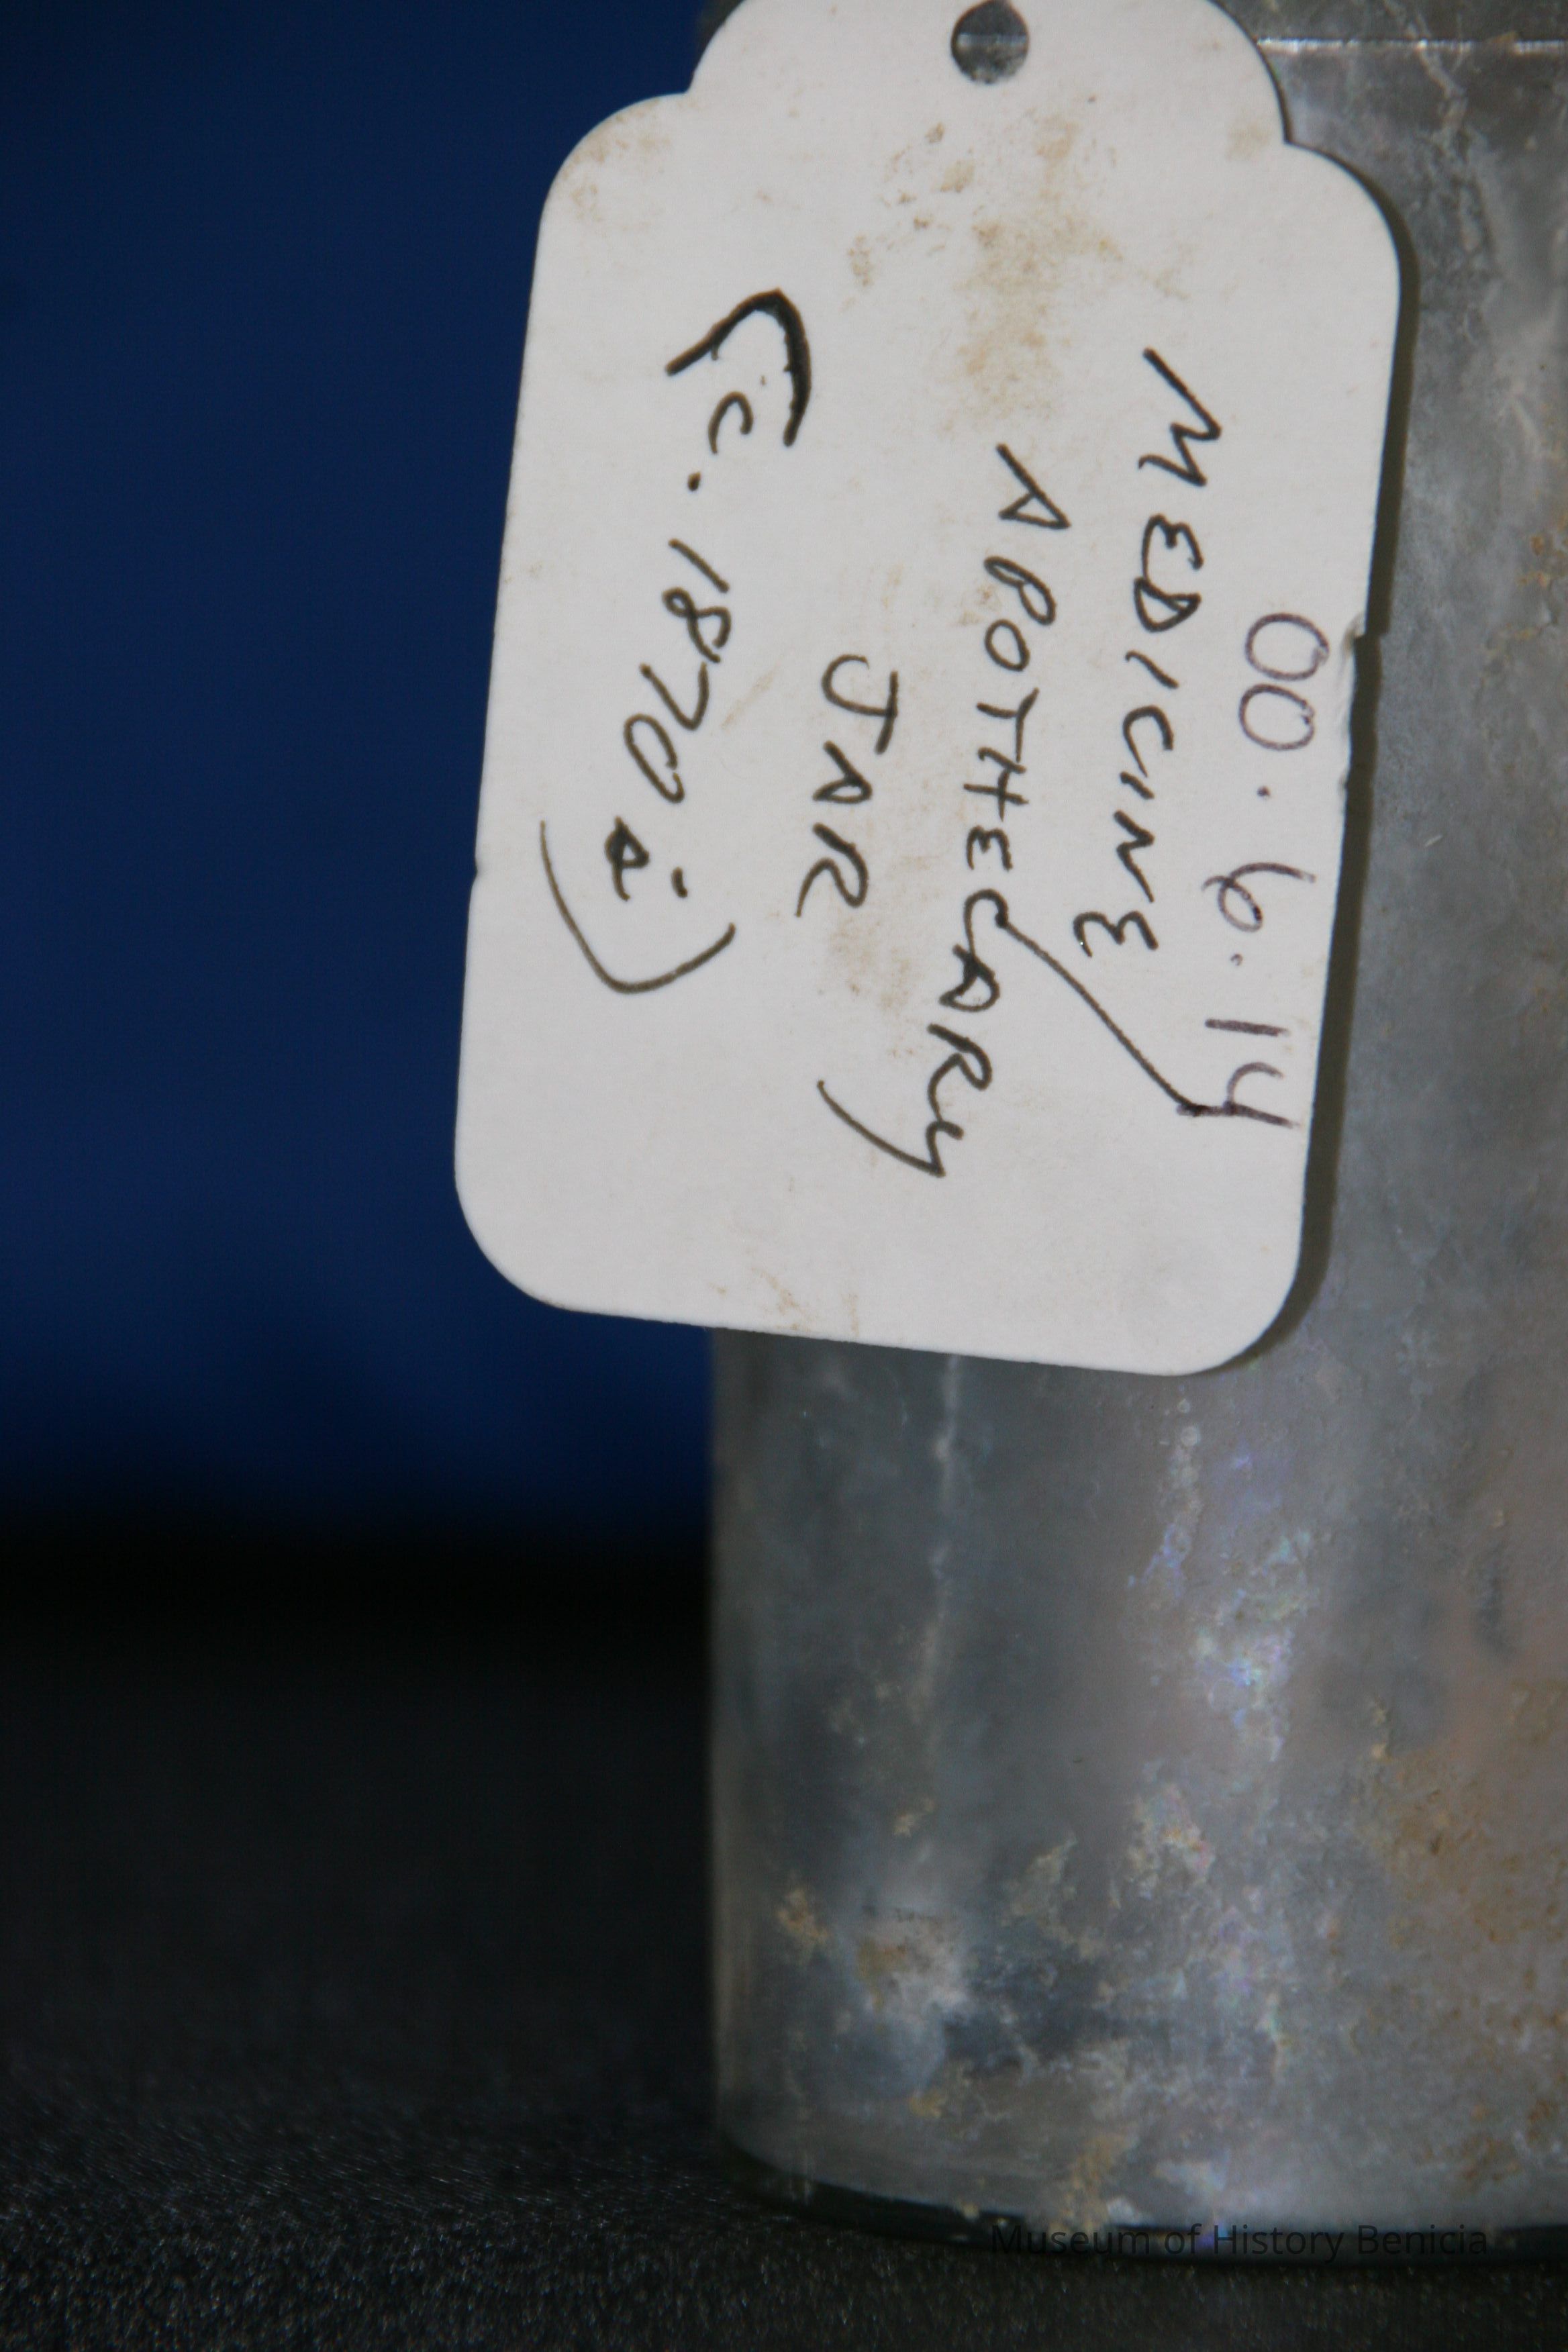 00.6.14
MEDICINE
APOTHECARY
JAR
(c. 1870's)
Museum of History Benicia